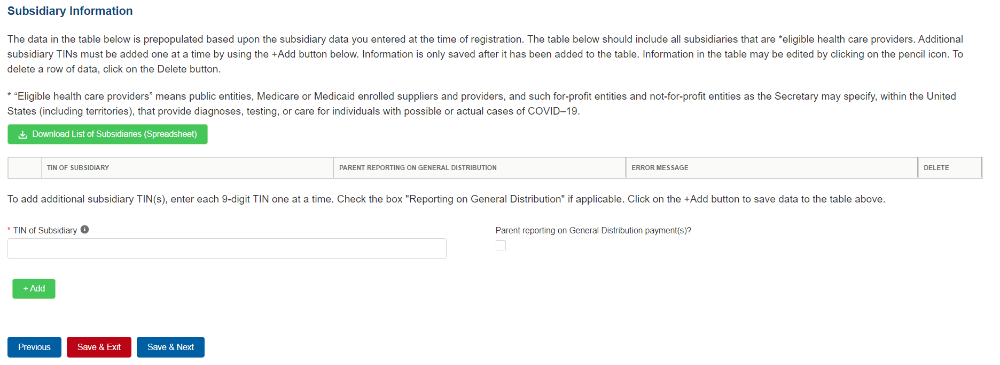 Subsidiary Information
The data in the table below is prepopulated based upon the subsidiary data you entered at the time of registration. The table below should include all subsidiaries that are *eligible health care providers. Additional
subsidiary TINs must be added one at a time by using the +Add button below. Information is only saved after it has been added to the table. Information in the table may be edited by clicking on the pencil icon. To
delete a row of data, click on the Delete button.
* “Eligible health care providers” means public entities, Medicare or Medicaid enrolled suppliers and providers, and such for-profit entities and not-for-profit entities as the Secretary may specify, within the United
States (including territories), that provide diagnoses, testing, or care for individuals with possible or actual cases of COVID–19.
Download List of Subsidiaries (Spreadsheet)
TIN OF SUBSIDIARY PARENT REPORTING ON GENERAL DISTRIBUTION ERROR MESSAGE DELETE
To add additional subsidiary TIN(s), enter each 9-digit TIN one at a time. Check the box "Reporting on General Distribution" if applicable. Click on the +Add button to save data to the table above.
* TIN of Subsidiary Parent reporting on General Distribution payment(s)?
+ Add
Previous Save & Exit Save & Next